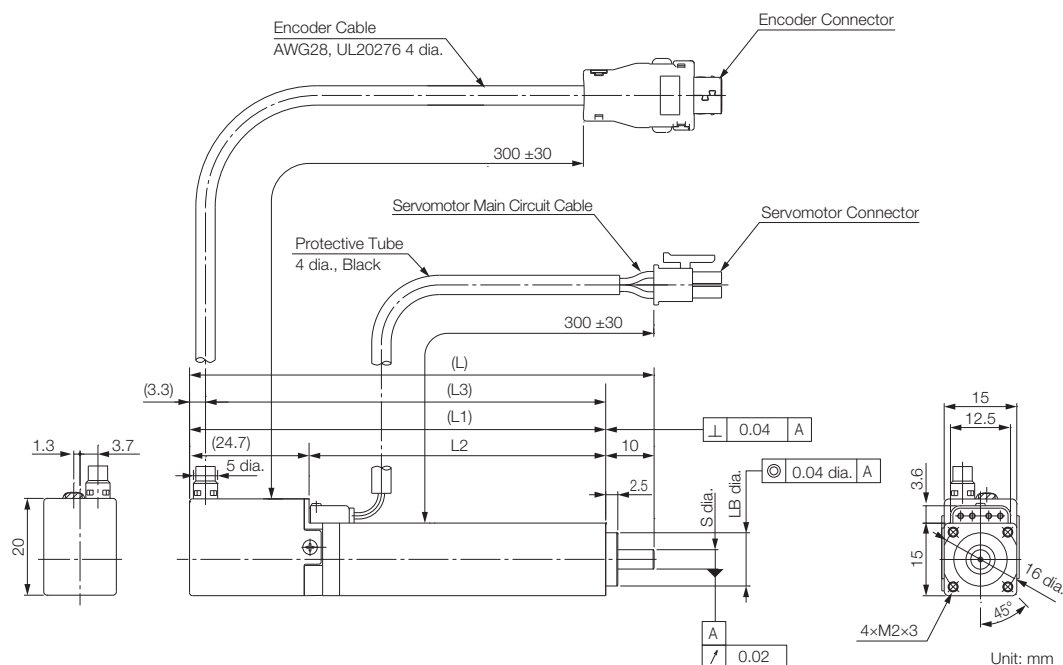 Encoder Cable
AWG28, UL20276 4 dia.
Encoder Connector
300 ±30
Servomotor Main Circuit Cable
Servomotor Connector
Protective Tube
4 dia., Black
300 ±30
(L)
(3.3)
(L3)
(L1)
⊥ 0.04 A
15
12.5
1.3
3.7
(24.7)
L2
10
5 dia.
2.5
S dia.
LB dia.
◎ 0.04 dia. A
3.6
20
15
16 dia.
45°
4×M2×3
A
↗ 0.02
Unit: mm